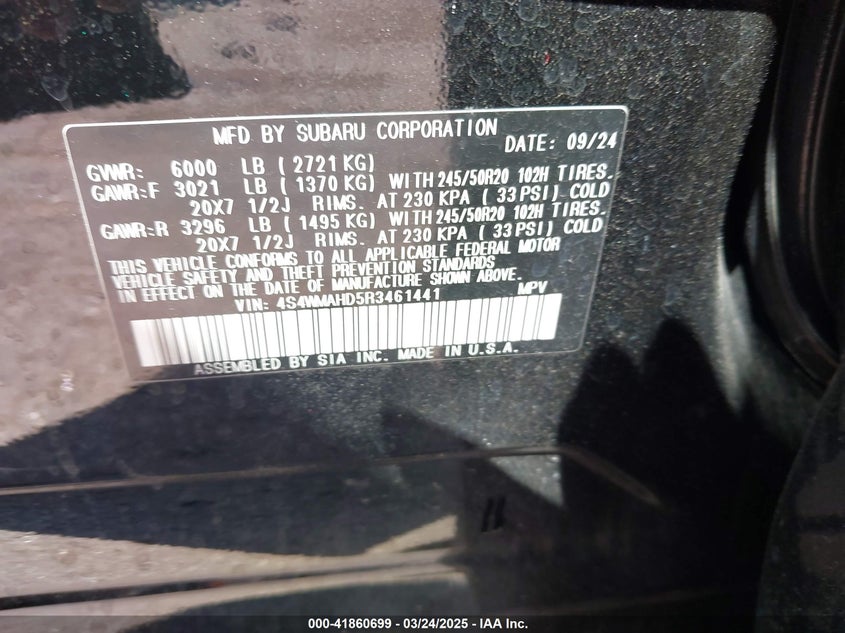 MFD BY SUBARU CORPORATION DATE: 09/24
GVWR: 6000 LB ( 2721 KG)
GAWR:F 3021 LB ( 1370 KG) WITH 245/50R20 102H TIRES.
20X7 1/2J RIMS. AT 230 KPA ( 33 PSI) COLD
GAWR:R 3296 LB ( 1495 KG) WITH 245/50R20 102H TIRES.
20X7 1/2J RIMS. AT 230 KPA ( 33 PSI) COLD
THIS VEHICLE CONFORMS TO ALL APPLICABLE FEDERAL MOTOR
VEHICLE SAFETY AND THEFT PREVENTION STANDARDS
IN EFFECT ON THE DATE OF MANUFACTURE SHOWN ABOVE.
VIN: 4S4WMAHD5R3461441 MPV
ASSEMBLED BY SIA INC. MADE IN U.S.A.
000-41860699 - 03/24/2025 - IAA Inc.